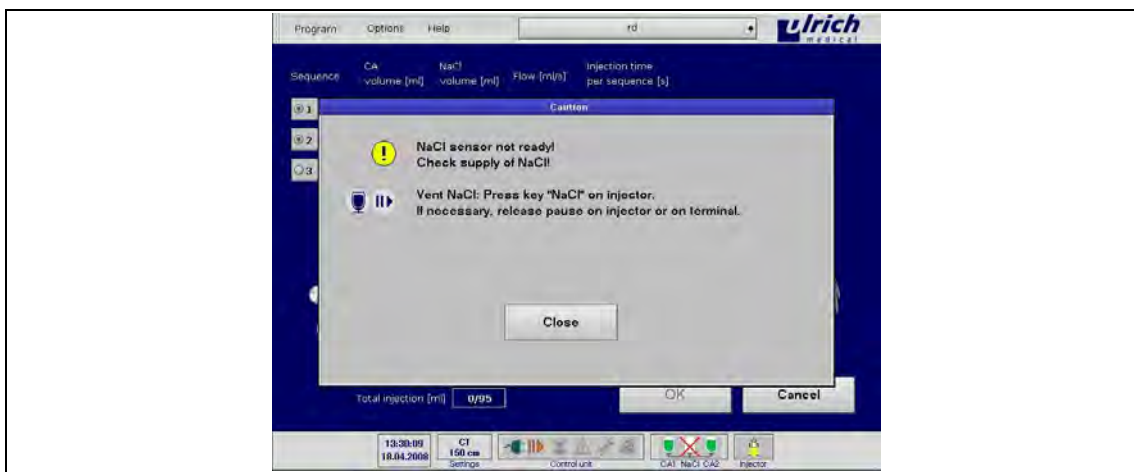 Program Options Help rd ulrich
medical
Sequence CA volume [ml] NaCl volume [ml] Flow [ml/s] Injection time per sequence [s]
Caution
1
2
3
NaCl sensor not ready!
Check supply of NaCl!
Vent NaCl: Press key "NaCl" on injector.
If necessary, release pause on injector or on terminal.
Close
Total injection [ml] 0/95 OK Cancel
13:38:09
18.04.2008
CT
150 cm
Settings Control unit CA1 NaCl CA2 Injector